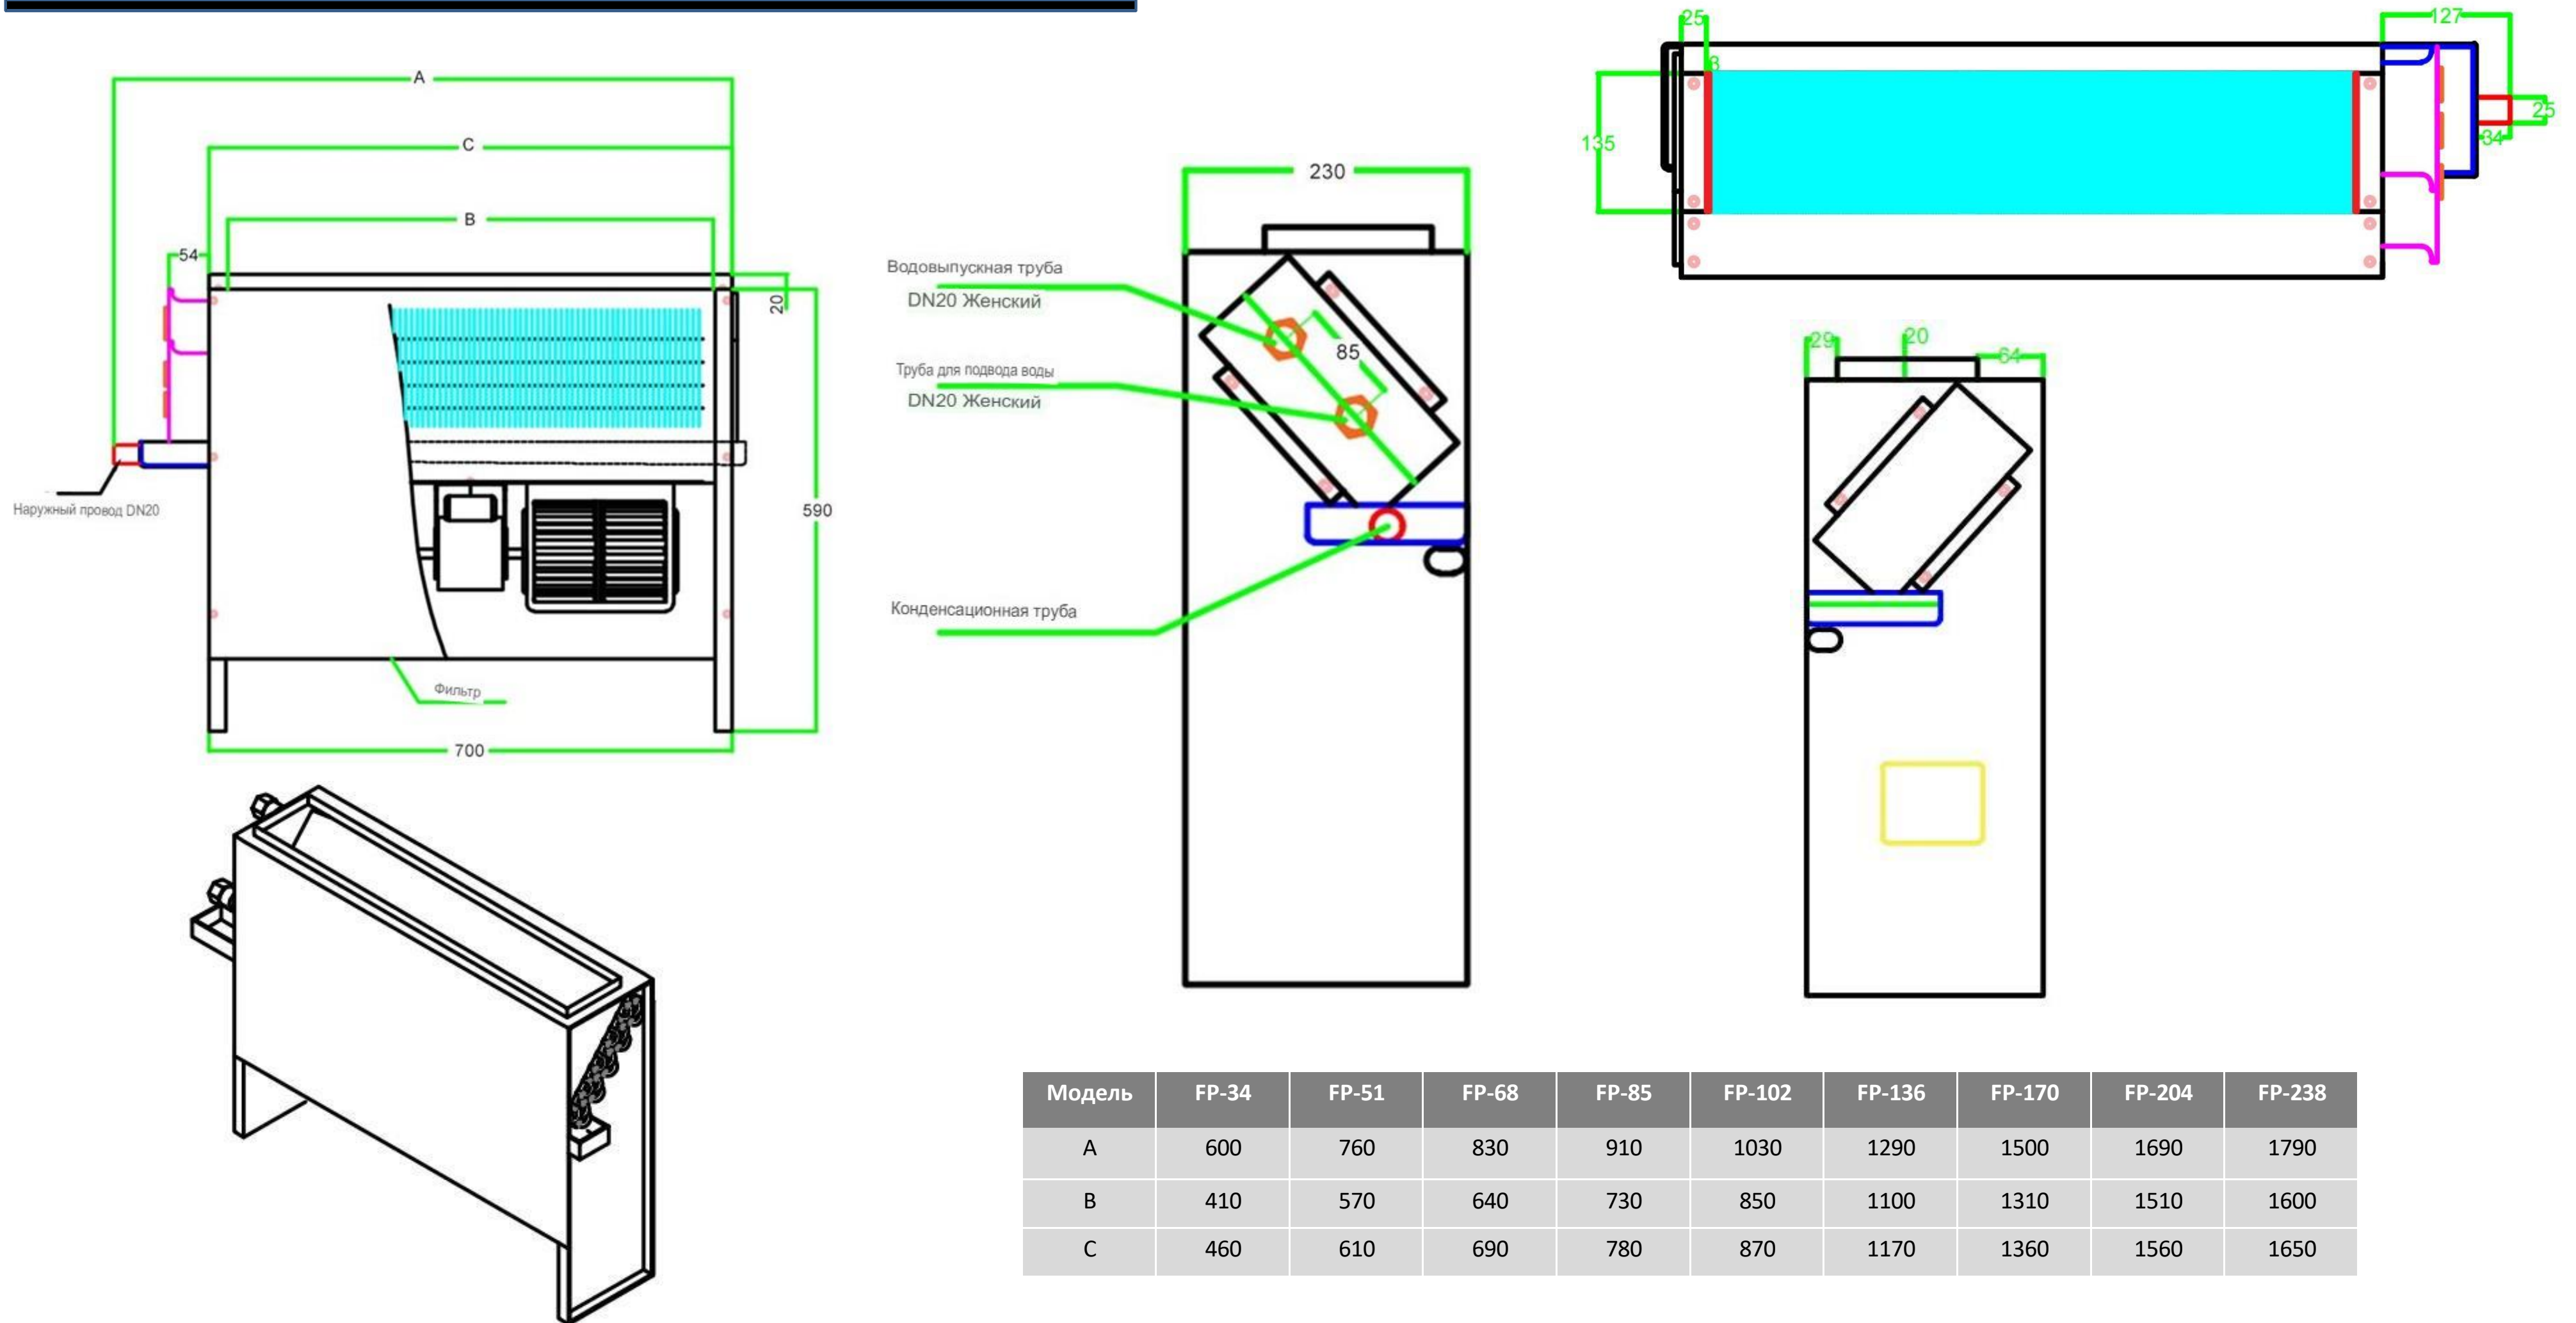 A
C
B
54
20
590
700
Наружный провод DN20
Фильтр
230
Водовыпускная труба
DN20 Женский
85
Труба для подвода воды
DN20 Женский
Конденсационная труба
25
127
3
135
25
34
29
20
64
Модель FP-34 FP-51 FP-68 FP-85 FP-102 FP-136 FP-170 FP-204 FP-238
A 600 760 830 910 1030 1290 1500 1690 1790
B 410 570 640 730 850 1100 1310 1510 1600
C 460 610 690 780 870 1170 1360 1560 1650